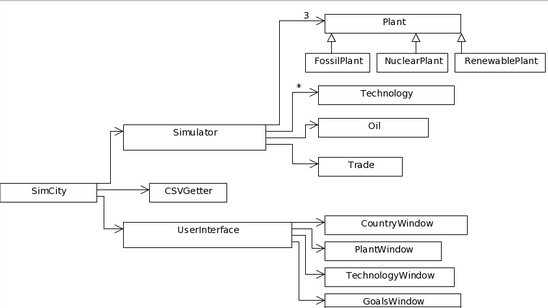 3
Plant
FossilPlant
NuclearPlant
RenewablePlant
*
Technology
Simulator
Oil
Trade
SimCity
CSVGetter
UserInterface
CountryWindow
PlantWindow
TechnologyWindow
GoalsWindow